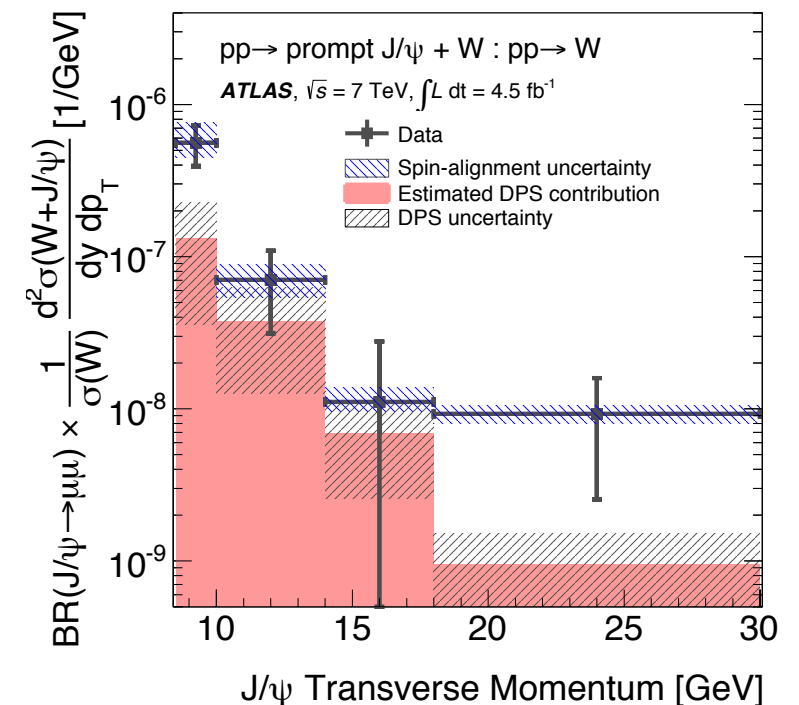 pp→ prompt J/ψ + W : pp→ W
ATLAS, √s = 7 TeV, ∫L dt = 4.5 fb⁻¹
Data
Spin-alignment uncertainty
Estimated DPS contribution
DPS uncertainty
BR(J/ψ→μμ) × 1/σ(W) d²σ(W+J/ψ)/dy dp_T [1/GeV]
10⁻⁶
10⁻⁷
10⁻⁸
10⁻⁹
10 15 20 25 30
J/ψ Transverse Momentum [GeV]